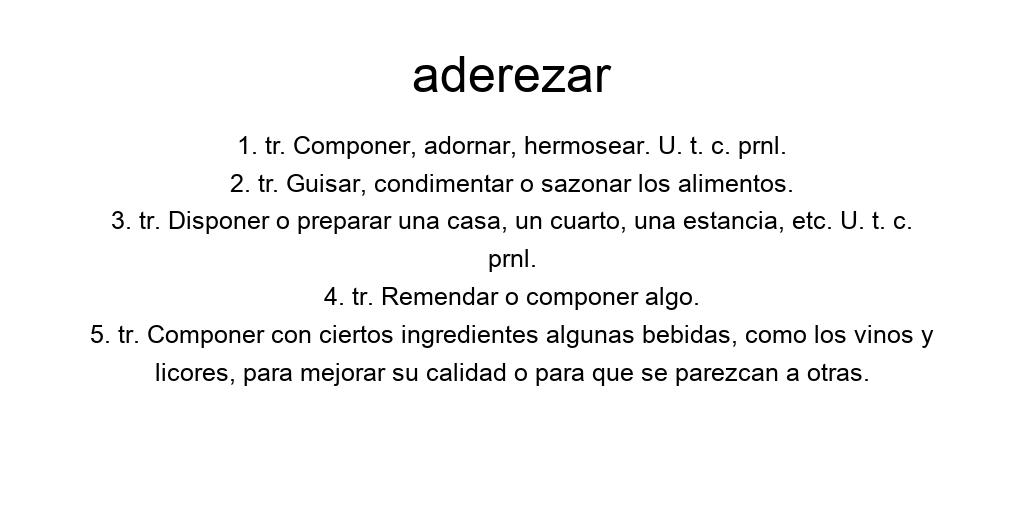 aderezar
1. tr. Componer, adornar, hermosear. U. t. c. prnl.
2. tr. Guisar, condimentar o sazonar los alimentos.
3. tr. Disponer o preparar una casa, un cuarto, una estancia, etc. U. t. c.
prnl.
4. tr. Remendar o componer algo.
5. tr. Componer con ciertos ingredientes algunas bebidas, como los vinos y
licores, para mejorar su calidad o para que se parezcan a otras.